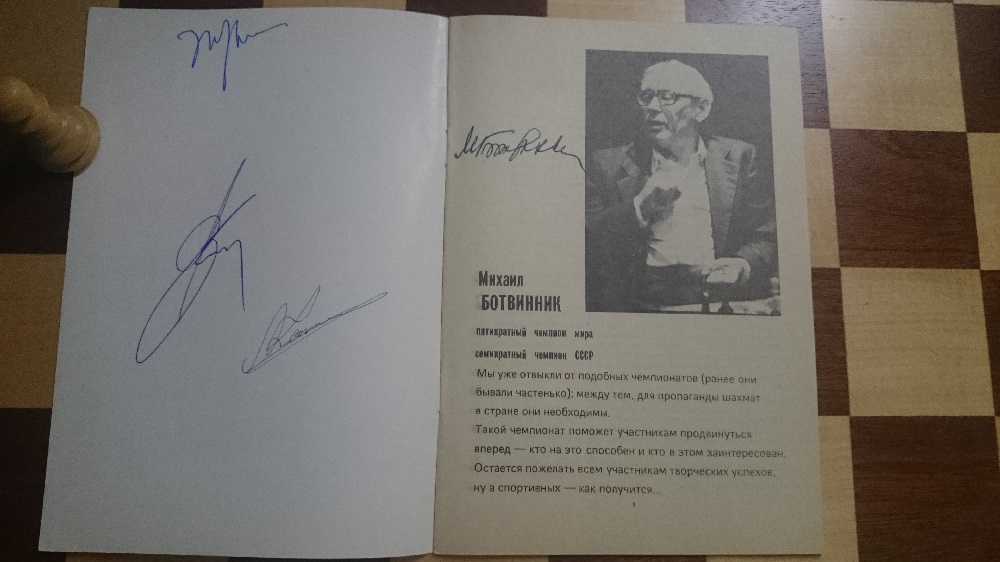 М Ботвинн
Михаил
БОТВИННИК
пятикратный чемпион мира
семикратный чемпион СССР
Мы уже отвыкли от подобных чемпионатов (ранее они
бывали частенько); между тем, для пропаганды шахмат
в стране они необходимы.
Такой чемпионат поможет участникам продвинуться
вперед — кто на это способен и кто в этом заинтересован.
Остается пожелать всем участникам творческих успехов,
ну а спортивных — как получится...
1